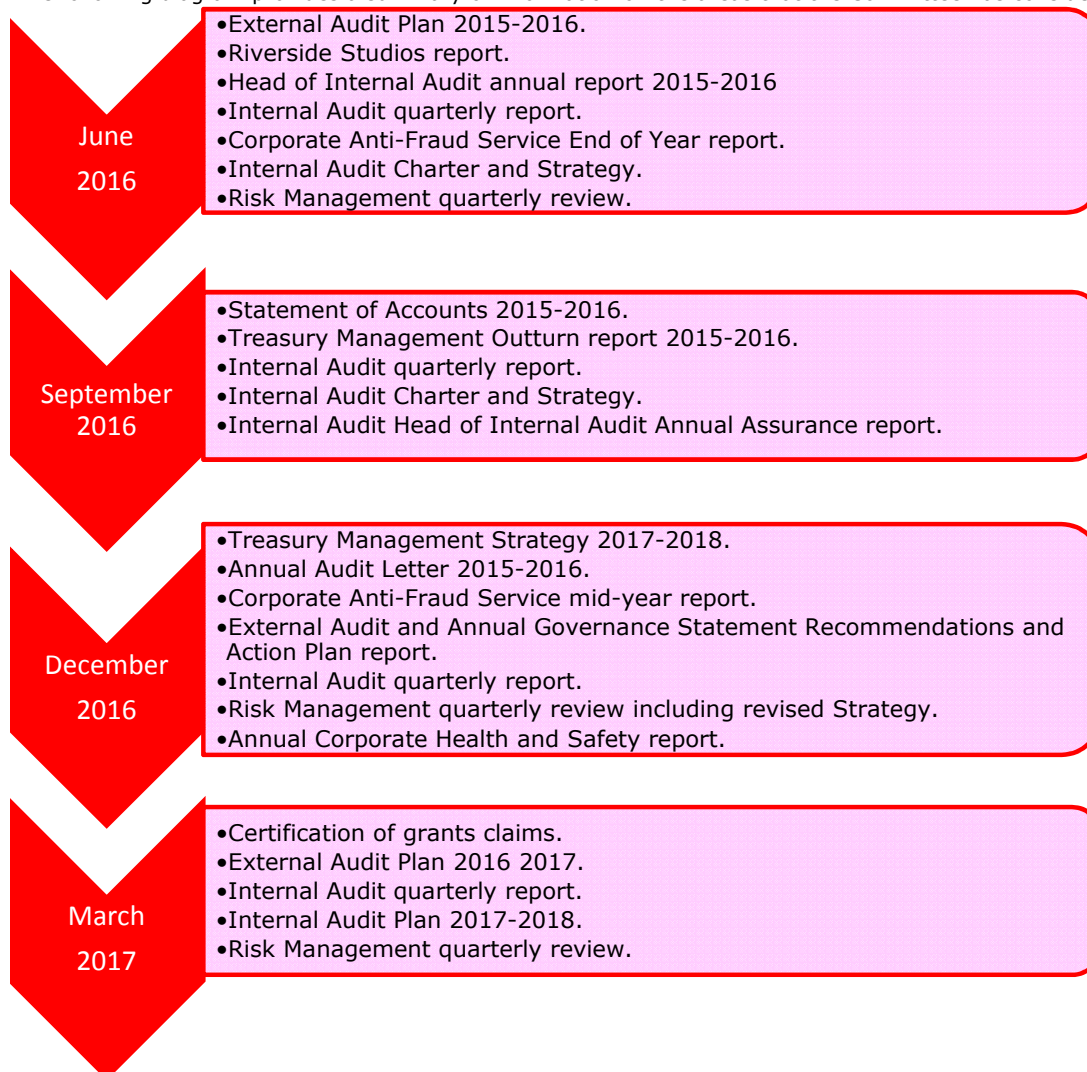 June
2016
•External Audit Plan 2015-2016.
•Riverside Studios report.
•Head of Internal Audit annual report 2015-2016
•Internal Audit quarterly report.
•Corporate Anti-Fraud Service End of Year report.
•Internal Audit Charter and Strategy.
•Risk Management quarterly review.
September
2016
•Statement of Accounts 2015-2016.
•Treasury Management Outturn report 2015-2016.
•Internal Audit quarterly report.
•Internal Audit Charter and Strategy.
•Internal Audit Head of Internal Audit Annual Assurance report.
December
2016
•Treasury Management Strategy 2017-2018.
•Annual Audit Letter 2015-2016.
•Corporate Anti-Fraud Service mid-year report.
•External Audit and Annual Governance Statement Recommendations and
Action Plan report.
•Internal Audit quarterly report.
•Risk Management quarterly review including revised Strategy.
•Annual Corporate Health and Safety report.
March
2017
•Certification of grants claims.
•External Audit Plan 2016 2017.
•Internal Audit quarterly report.
•Internal Audit Plan 2017-2018.
•Risk Management quarterly review.